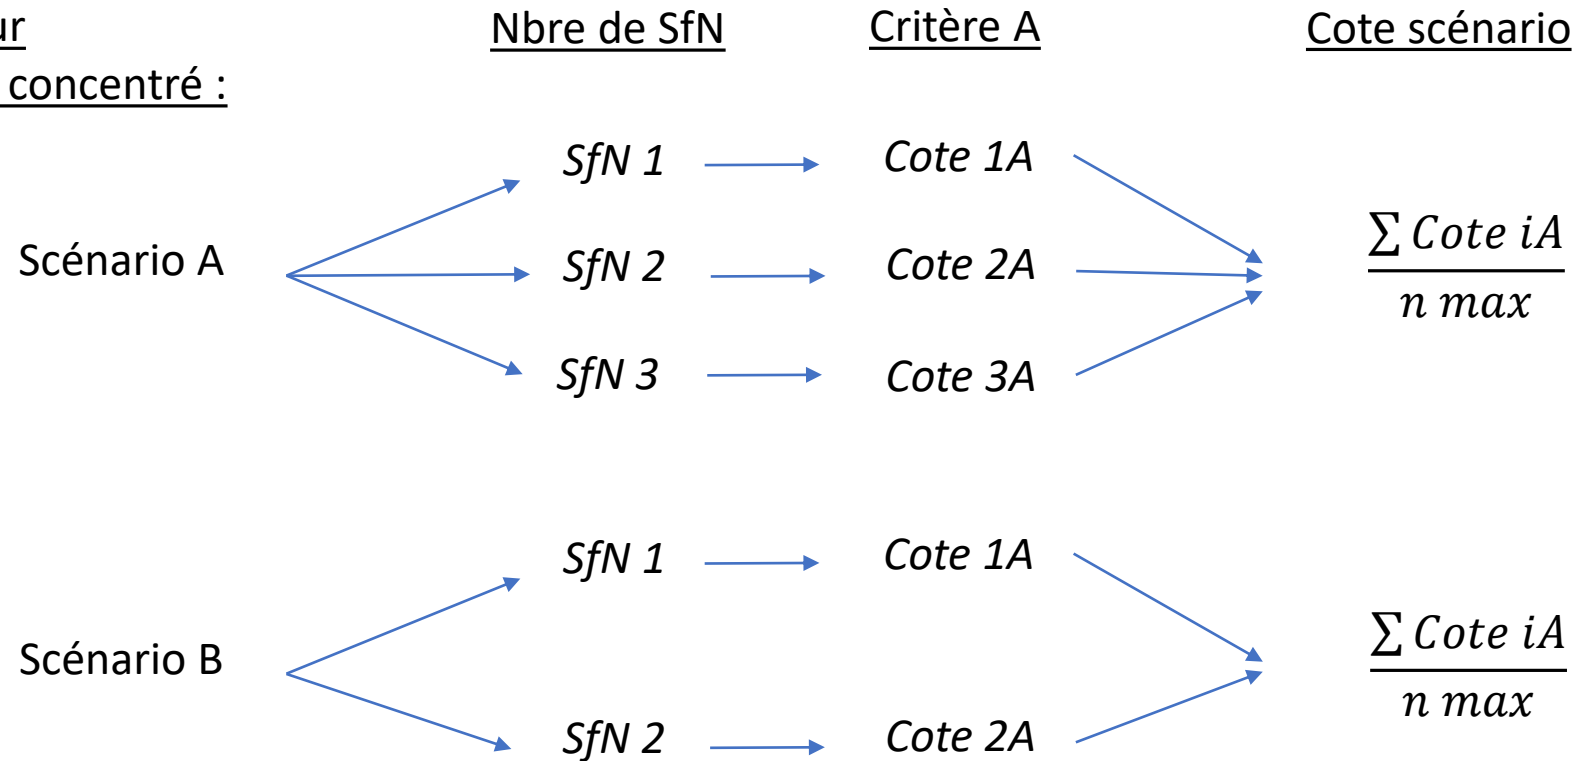 ur Nbre de SfN Critère A Cote scénario
concentré :
SfN 1 Cote 1A
Scénario A SfN 2 Cote 2A ∑ Cote iA / n max
SfN 3 Cote 3A
SfN 1 Cote 1A
Scénario B ∑ Cote iA / n max
SfN 2 Cote 2A